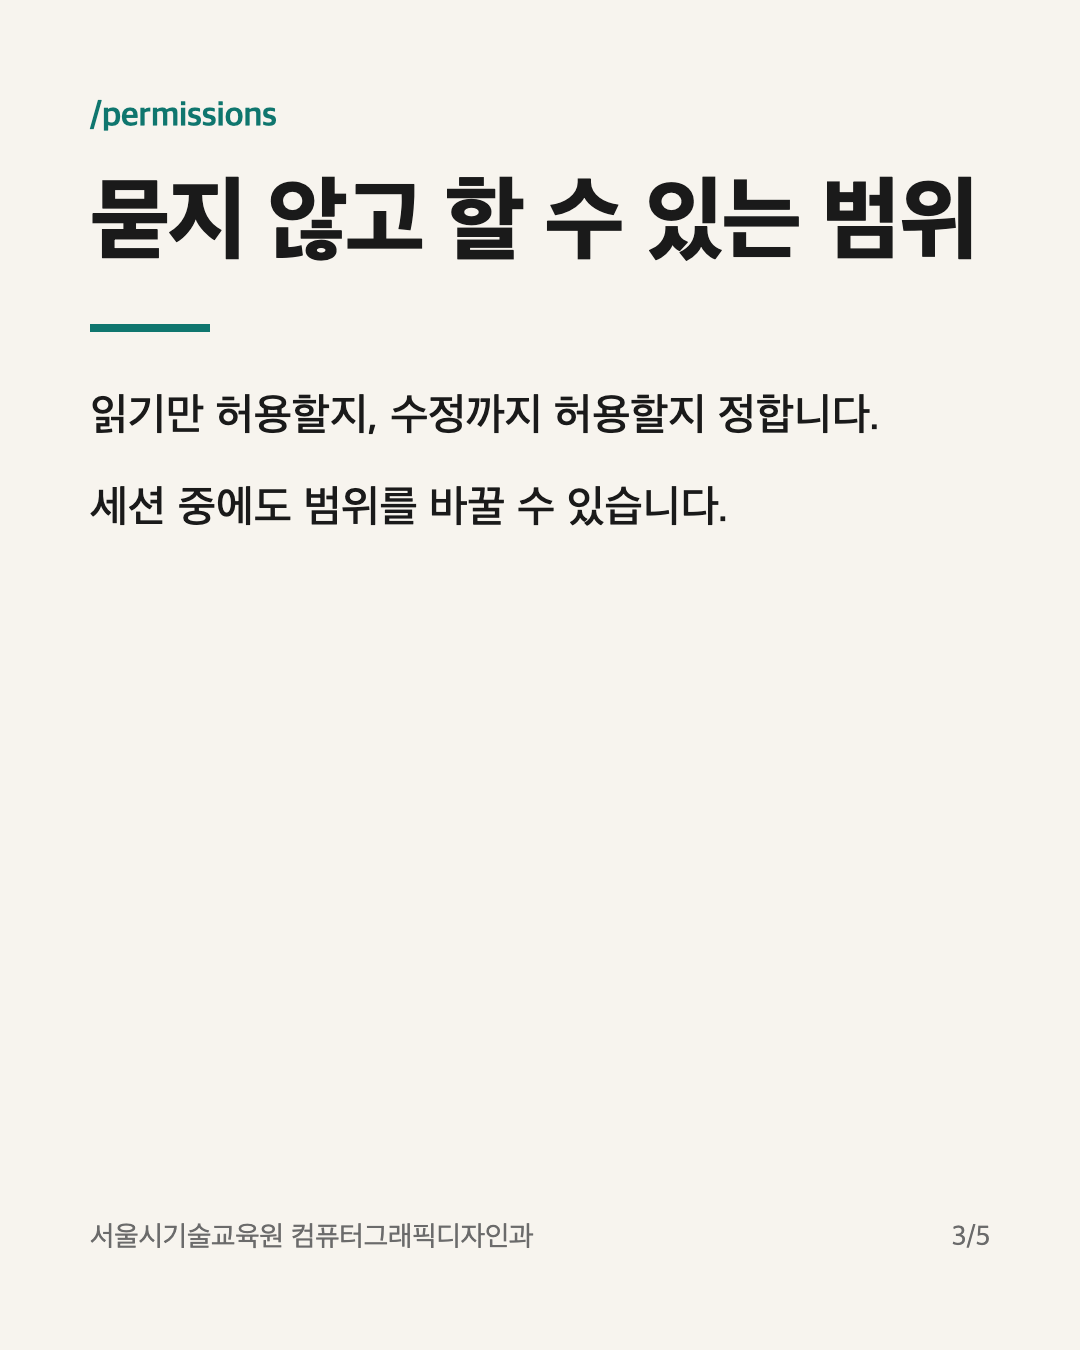 /permissions
묻지 않고 할 수 있는 범위
읽기만 허용할지, 수정까지 허용할지 정합니다.
세션 중에도 범위를 바꿀 수 있습니다.
서울시기술교육원 컴퓨터그래픽디자인과
3/5